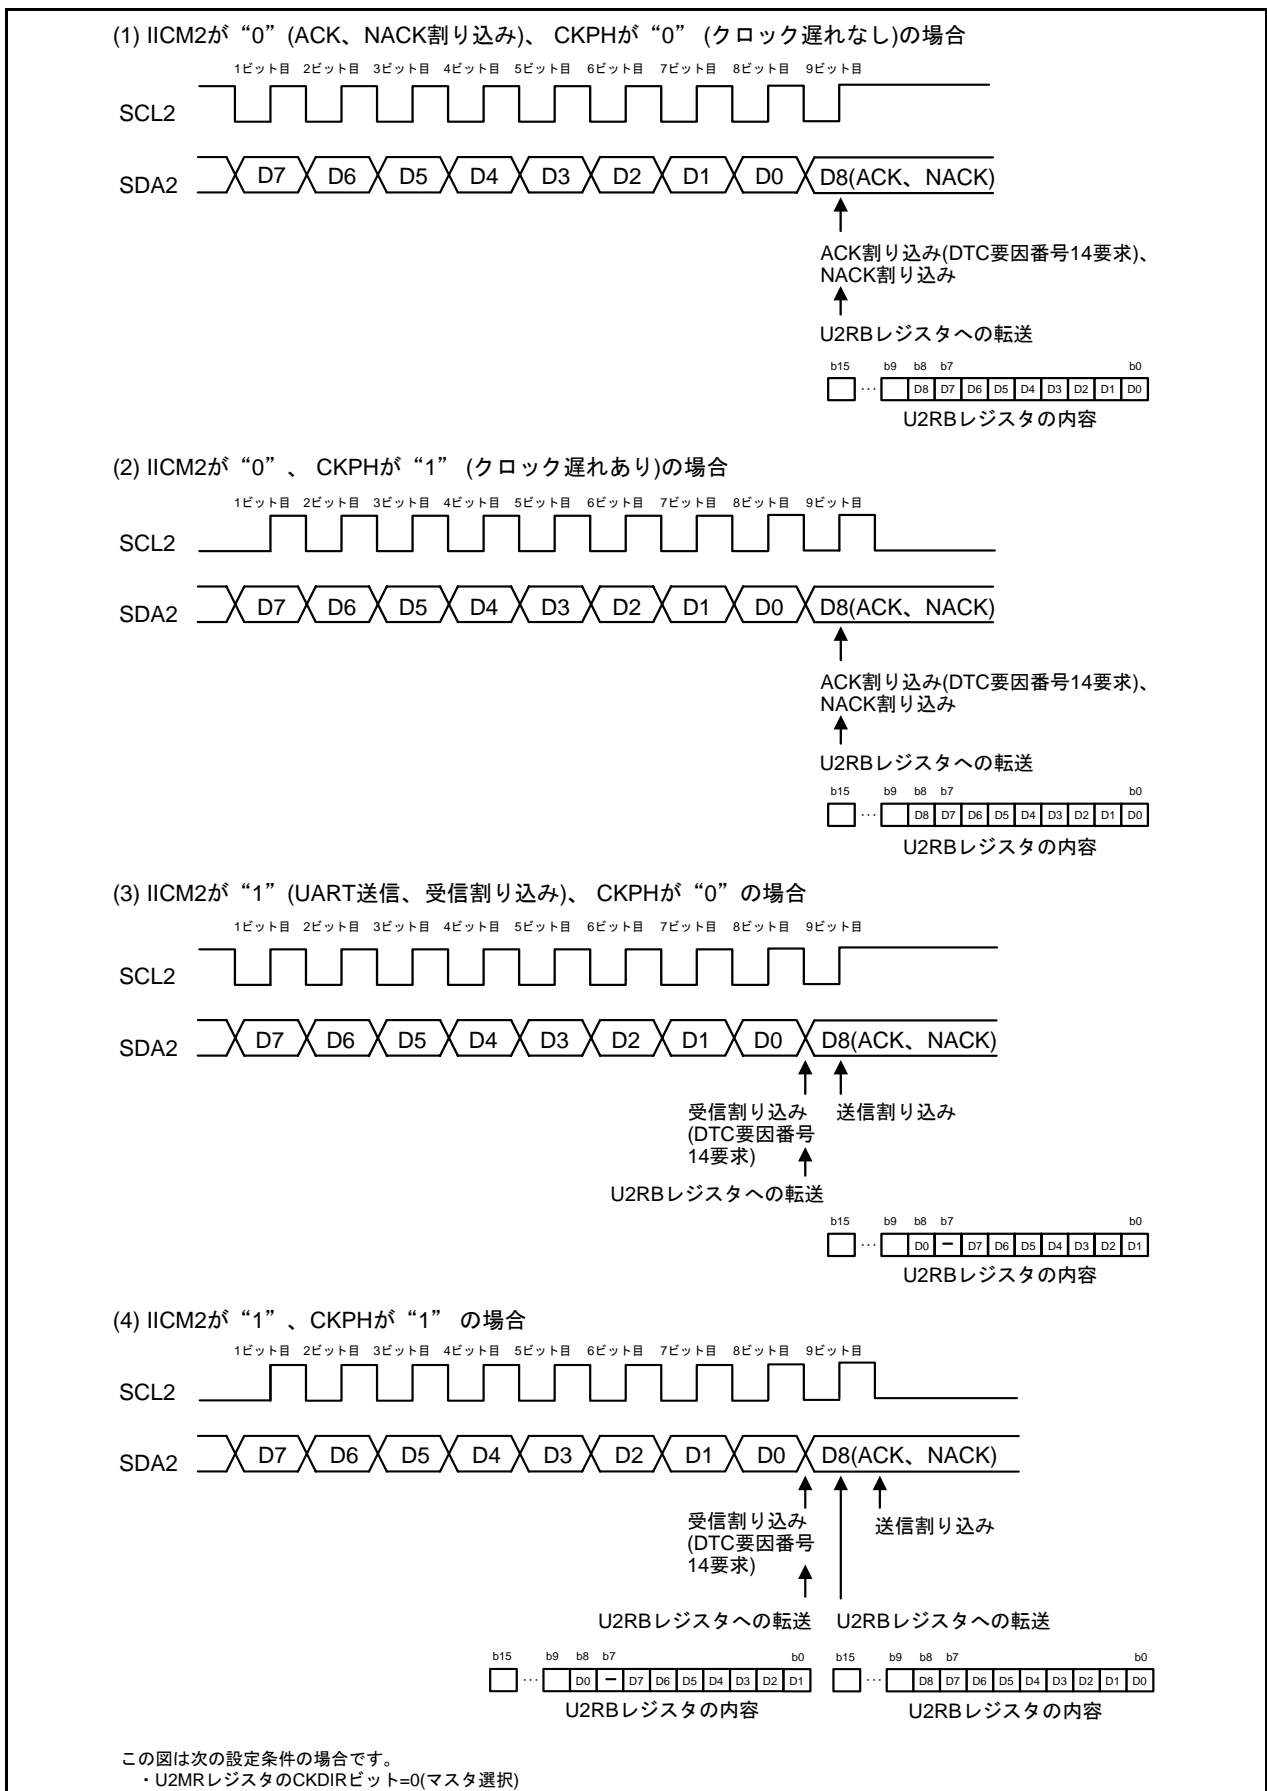 (1) IICM2が“0”(ACK、NACK割り込み)、 CKPHが“0” (クロック遅れなし)の場合
1ビット目 2ビット目 3ビット目 4ビット目 5ビット目 6ビット目 7ビット目 8ビット目 9ビット目
SCL2
SDA2 D7 D6 D5 D4 D3 D2 D1 D0 D8(ACK、NACK)
ACK割り込み(DTC要因番号14要求)、
NACK割り込み
U2RBレジスタへの転送
b15 b9 b8 b7 b0
… D8 D7 D6 D5 D4 D3 D2 D1 D0
U2RBレジスタの内容
(2) IICM2が“0”、 CKPHが“1” (クロック遅れあり)の場合
1ビット目 2ビット目 3ビット目 4ビット目 5ビット目 6ビット目 7ビット目 8ビット目 9ビット目
SCL2
SDA2 D7 D6 D5 D4 D3 D2 D1 D0 D8(ACK、NACK)
ACK割り込み(DTC要因番号14要求)、
NACK割り込み
U2RBレジスタへの転送
b15 b9 b8 b7 b0
… D8 D7 D6 D5 D4 D3 D2 D1 D0
U2RBレジスタの内容
(3) IICM2が“1”(UART送信、受信割り込み)、 CKPHが“0”の場合
1ビット目 2ビット目 3ビット目 4ビット目 5ビット目 6ビット目 7ビット目 8ビット目 9ビット目
SCL2
SDA2 D7 D6 D5 D4 D3 D2 D1 D0 D8(ACK、NACK)
受信割り込み 送信割り込み
(DTC要因番号
14要求)
U2RBレジスタへの転送
b15 b9 b8 b7 b0
… D0 − D7 D6 D5 D4 D3 D2 D1
U2RBレジスタの内容
(4) IICM2が“1”、CKPHが“1” の場合
1ビット目 2ビット目 3ビット目 4ビット目 5ビット目 6ビット目 7ビット目 8ビット目 9ビット目
SCL2
SDA2 D7 D6 D5 D4 D3 D2 D1 D0 D8(ACK、NACK)
受信割り込み 送信割り込み
(DTC要因番号
14要求)
U2RBレジスタへの転送 U2RBレジスタへの転送
b15 b9 b8 b7 b0 b15 b9 b8 b7 b0
… D0 − D7 D6 D5 D4 D3 D2 D1 … D8 D7 D6 D5 D4 D3 D2 D1 D0
U2RBレジスタの内容 U2RBレジスタの内容
この図は次の設定条件の場合です。
・U2MRレジスタのCKDIRビット=0(マスタ選択)